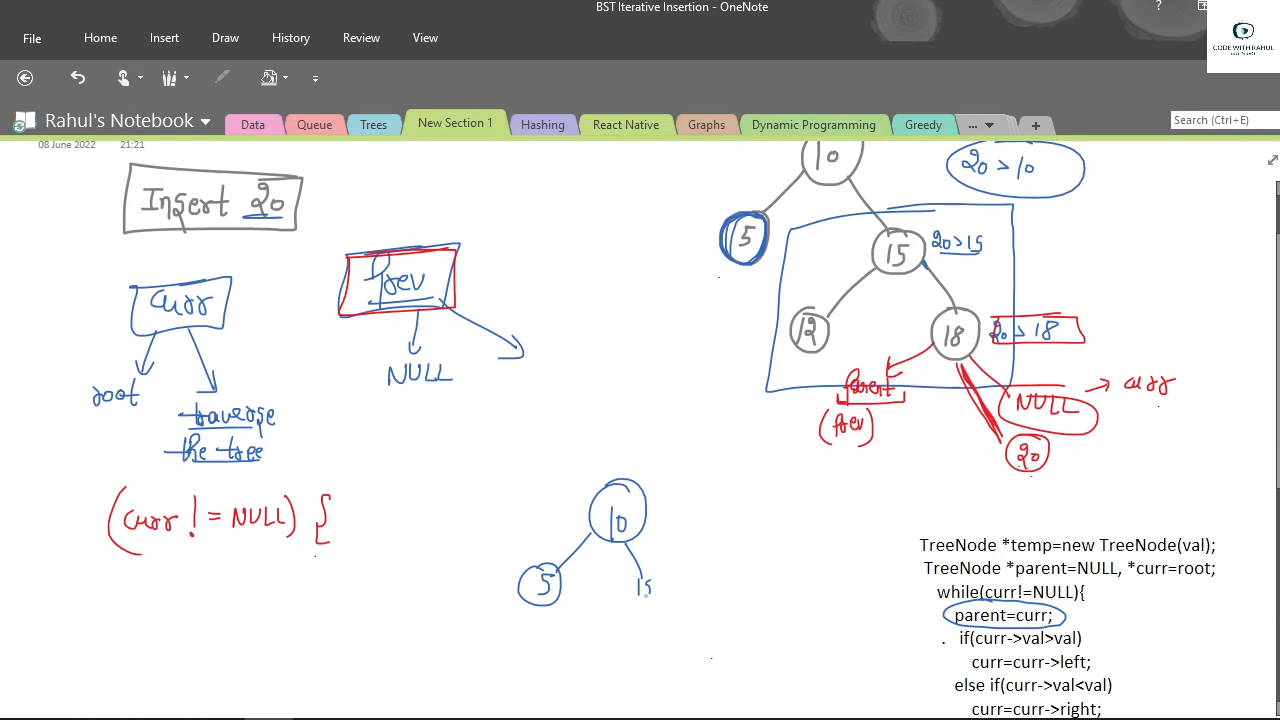 BST Iterative Insertion - OneNote
?
CODE WITH RAHUL
File
Home
Insert
Draw
History
Review
View
Rahul's Notebook
Data
Queue
Trees
New Section 1
Hashing
React Native
Graphs
Dynamic Programming
Greedy
...
Search (Ctrl+E)
08 June 2022
21:21
Insert 20
10
20 > 10
5
15
20>15
prev
curr
12
18
20 > 18
NULL
root
traverse
the tree
parent
(prev)
NULL
curr
20
(curr != NULL) {
10
5
15
TreeNode *temp=new TreeNode(val);
TreeNode *parent=NULL, *curr=root;
while(curr!=NULL){
parent=curr;
if(curr->val>val)
curr=curr->left;
else if(curr->val<val)
curr=curr->right;